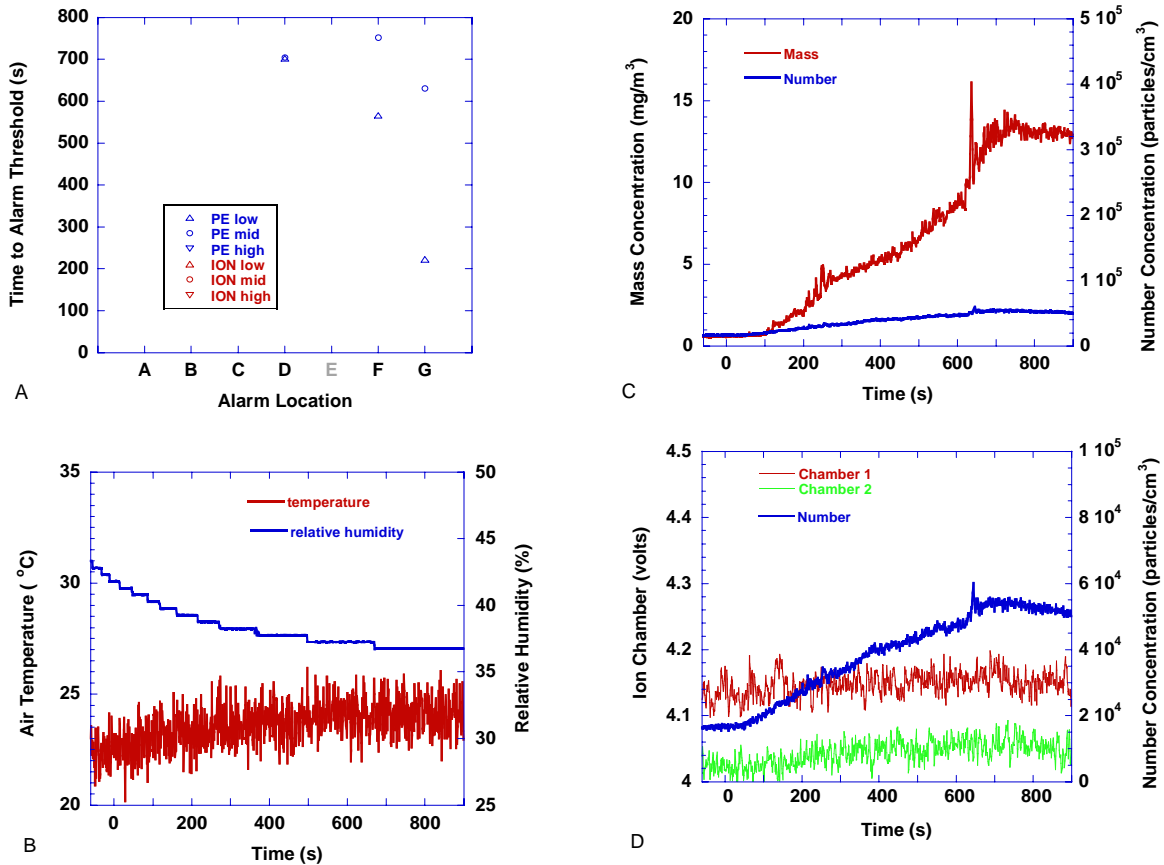 800
700
600
500
400
300
200
100
0
Time to Alarm Threshold (s)
PE low
PE mid
PE high
ION low
ION mid
ION high
A B C D E F G
Alarm Location
A
20
15
10
5
0
Mass Concentration (mg/m³)
Mass
Number
5 10⁵
4 10⁵
3 10⁵
2 10⁵
1 10⁵
0
Number Concentration (particles/cm³)
0 200 400 600 800
Time (s)
C
35
30
25
20
Air Temperature ( °C)
temperature
relative humidity
50
45
40
35
30
25
Relative Humidity (%)
0 200 400 600 800
Time (s)
B
4.5
4.4
4.3
4.2
4.1
4
Ion Chamber (volts)
Chamber 1
Chamber 2
Number
1 10⁵
8 10⁴
6 10⁴
4 10⁴
2 10⁴
0
Number Concentration (particles/cm³)
0 200 400 600 800
Time (s)
D